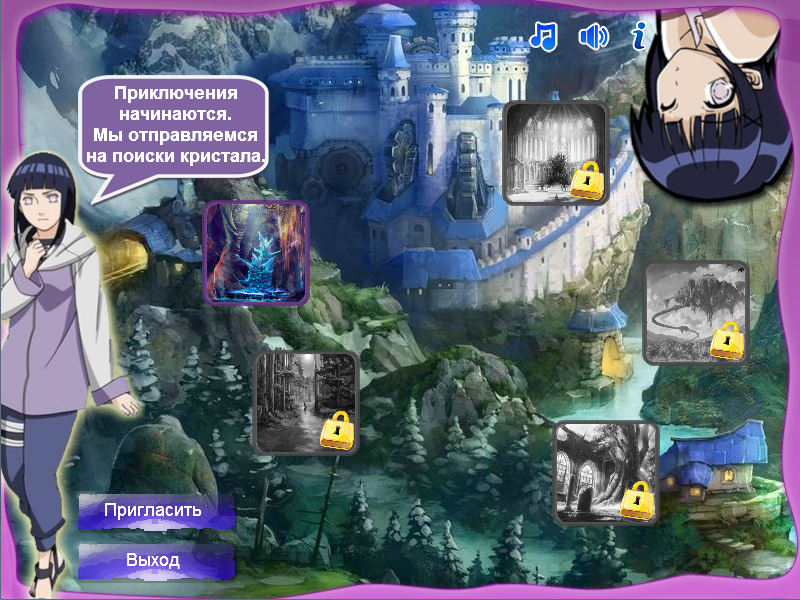 Приключения
начинаются.
Мы отправляемся
на поиски кристала.
Пригласить
Выход